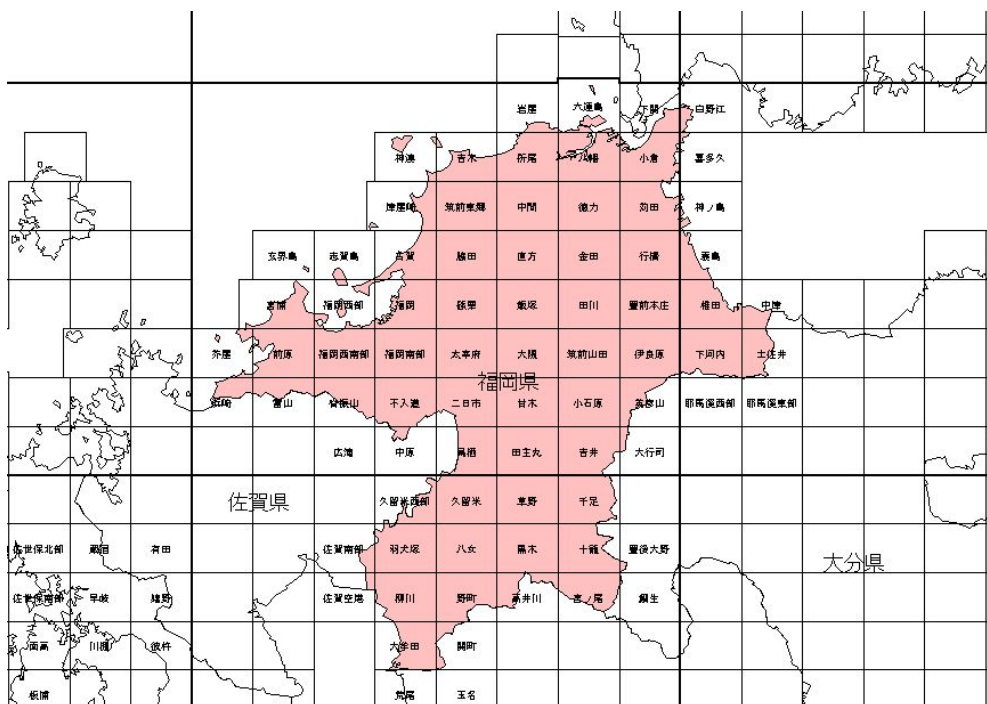 岩屋 六連島 下関 白野江
神湊 吉木 折尾 八幡 小倉 喜多久
津屋崎 筑前東郷 中間 徳力 苅田 神ノ島
玄界島 志賀島 古賀 脇田 直方 金田 行橋 蓑島
宮浦 福岡西部 福岡 篠栗 飯塚 田川 豊前本庄 椎田 中津
芥屋 前原 福岡西南部 福岡南部 太宰府 大隈 筑前山田 伊良原 下河内 土佐井
福岡県
浜崎 雷山 脊振山 不入道 二日市 甘木 小石原 英彦山 耶馬渓西部 耶馬渓東部
広滝 中原 鳥栖 田主丸 吉井 大行司
佐賀県
久留米西部 久留米 草野 千足
佐世保北部 蔵宿 有田 佐賀南部 羽犬塚 八女 黒木 十籠 豊後大野
大分県
佐世保南部 早岐 嬉野 佐賀空港 柳川 野町 高井川 宮ノ尾 鯛生
面高 川棚 彼杵 大牟田 関町
板浦 荒尾 玉名